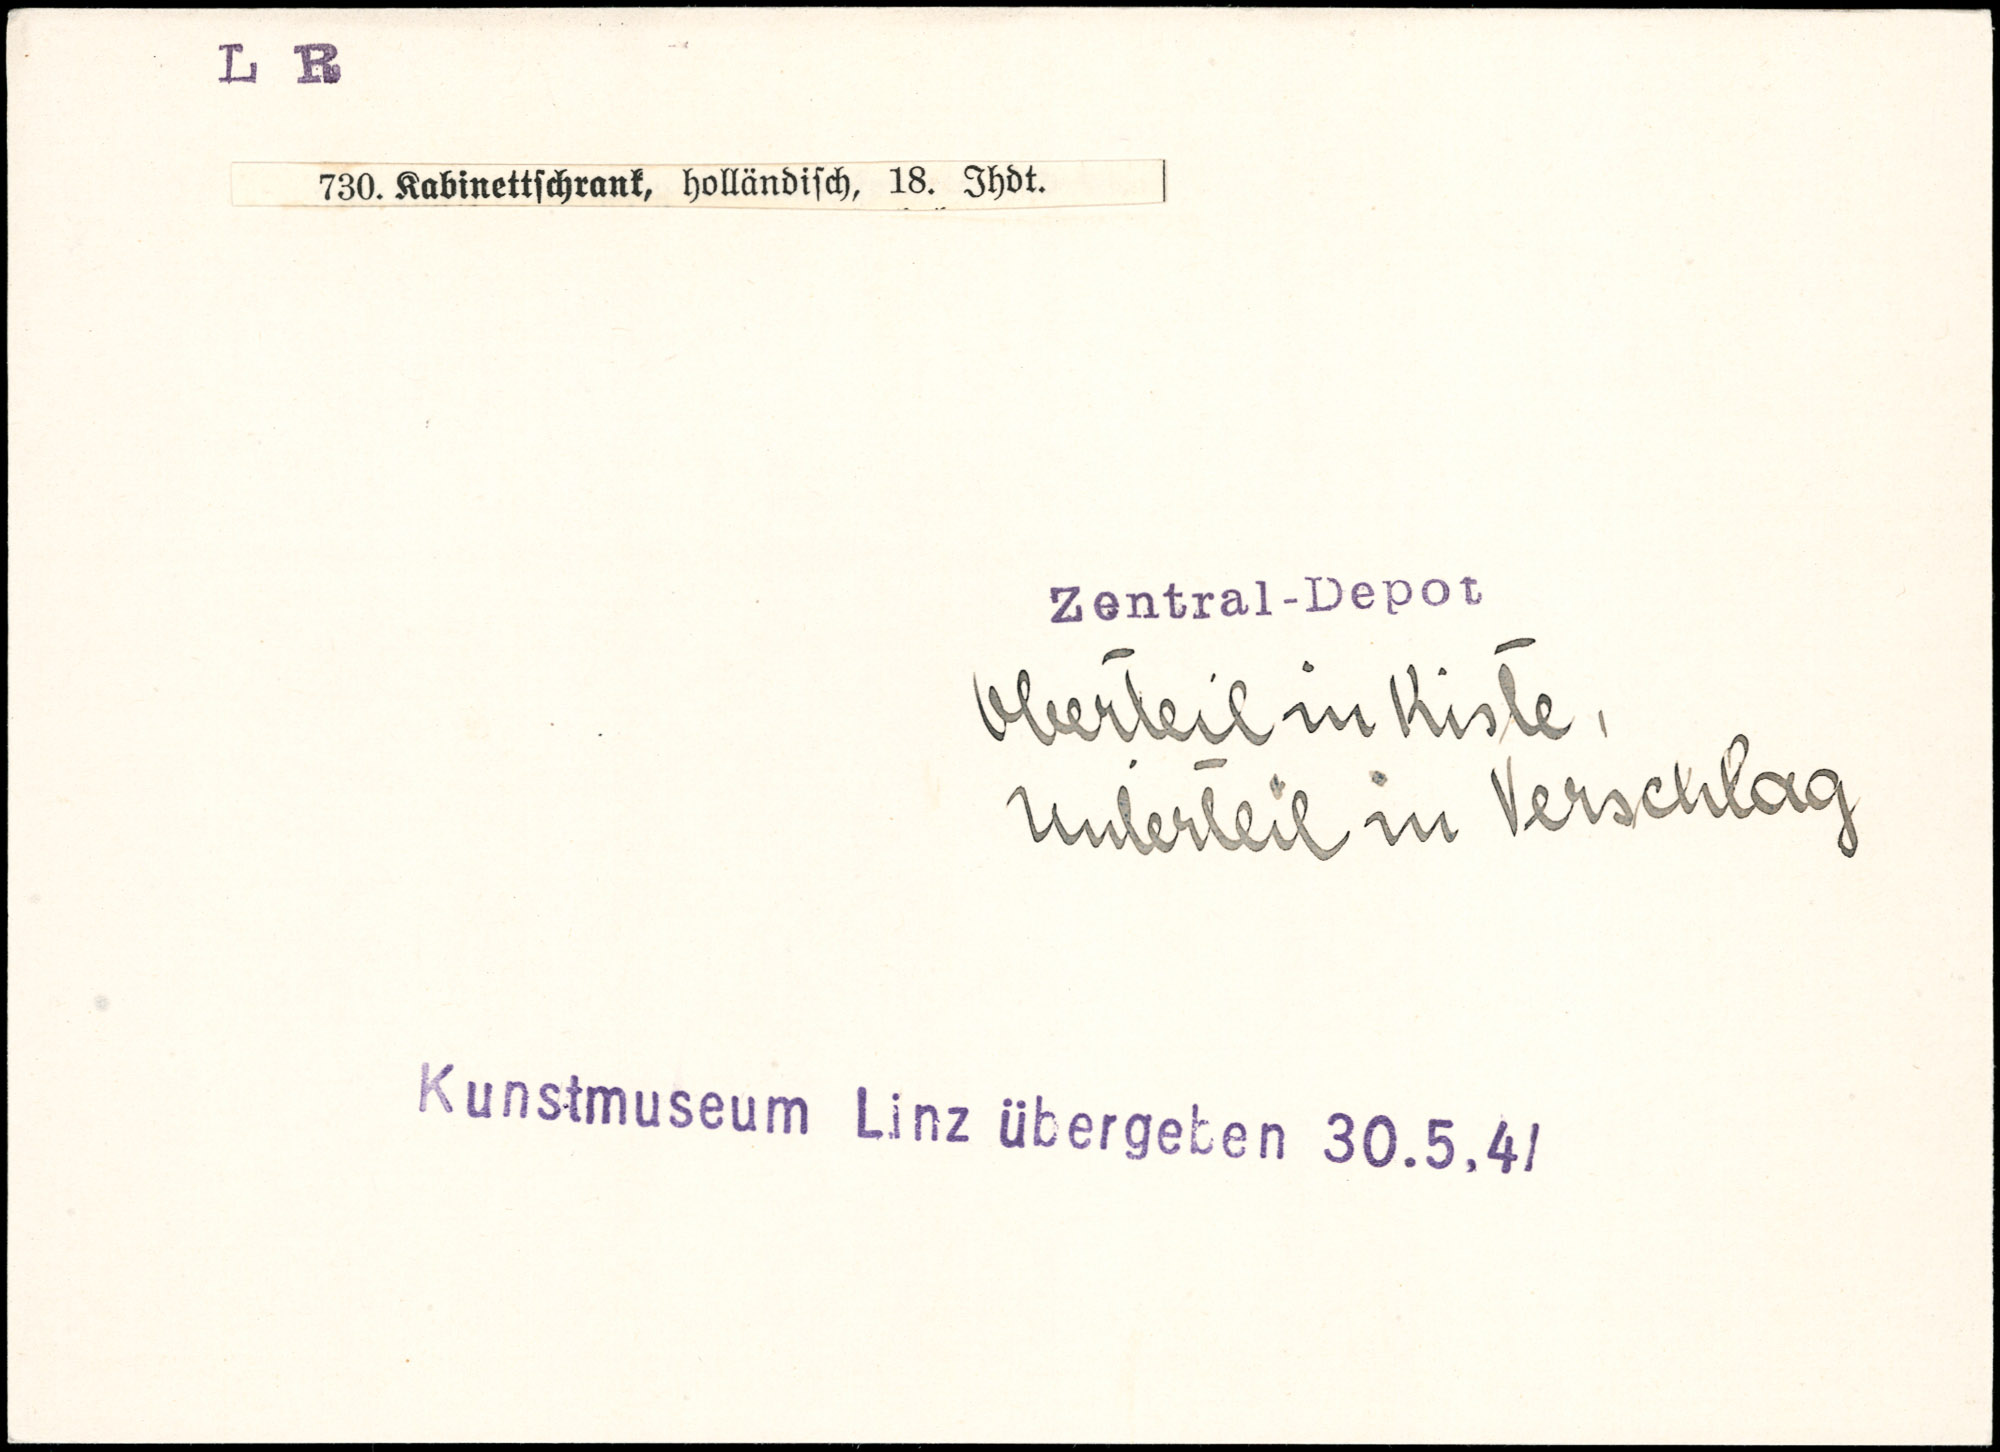 L R
730. Kabinettſchrank, holländiſch, 18. Jhdt.
Zentral-Depot
Oberteil in Kiste,
Unterteil in Verschlag
Kunstmuseum Linz übergeben 30.5.41